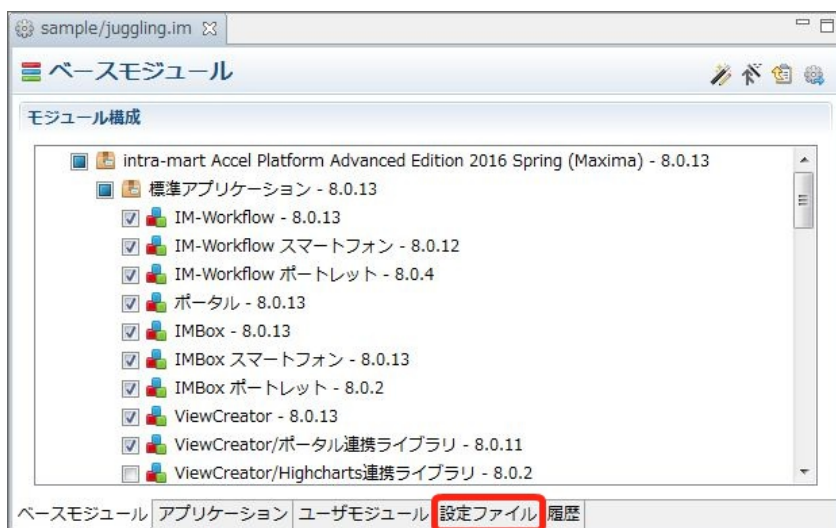 sample/juggling.im
ベースモジュール
モジュール構成
intra-mart Accel Platform Advanced Edition 2016 Spring (Maxima) - 8.0.13
標準アプリケーション - 8.0.13
IM-Workflow - 8.0.13
IM-Workflow スマートフォン - 8.0.12
IM-Workflow ポートレット - 8.0.4
ポータル - 8.0.13
IMBox - 8.0.13
IMBox スマートフォン - 8.0.13
IMBox ポートレット - 8.0.2
ViewCreator - 8.0.13
ViewCreator/ポータル連携ライブラリ - 8.0.11
ViewCreator/Highcharts連携ライブラリ - 8.0.2
ベースモジュール アプリケーション ユーザモジュール 設定ファイル 履歴